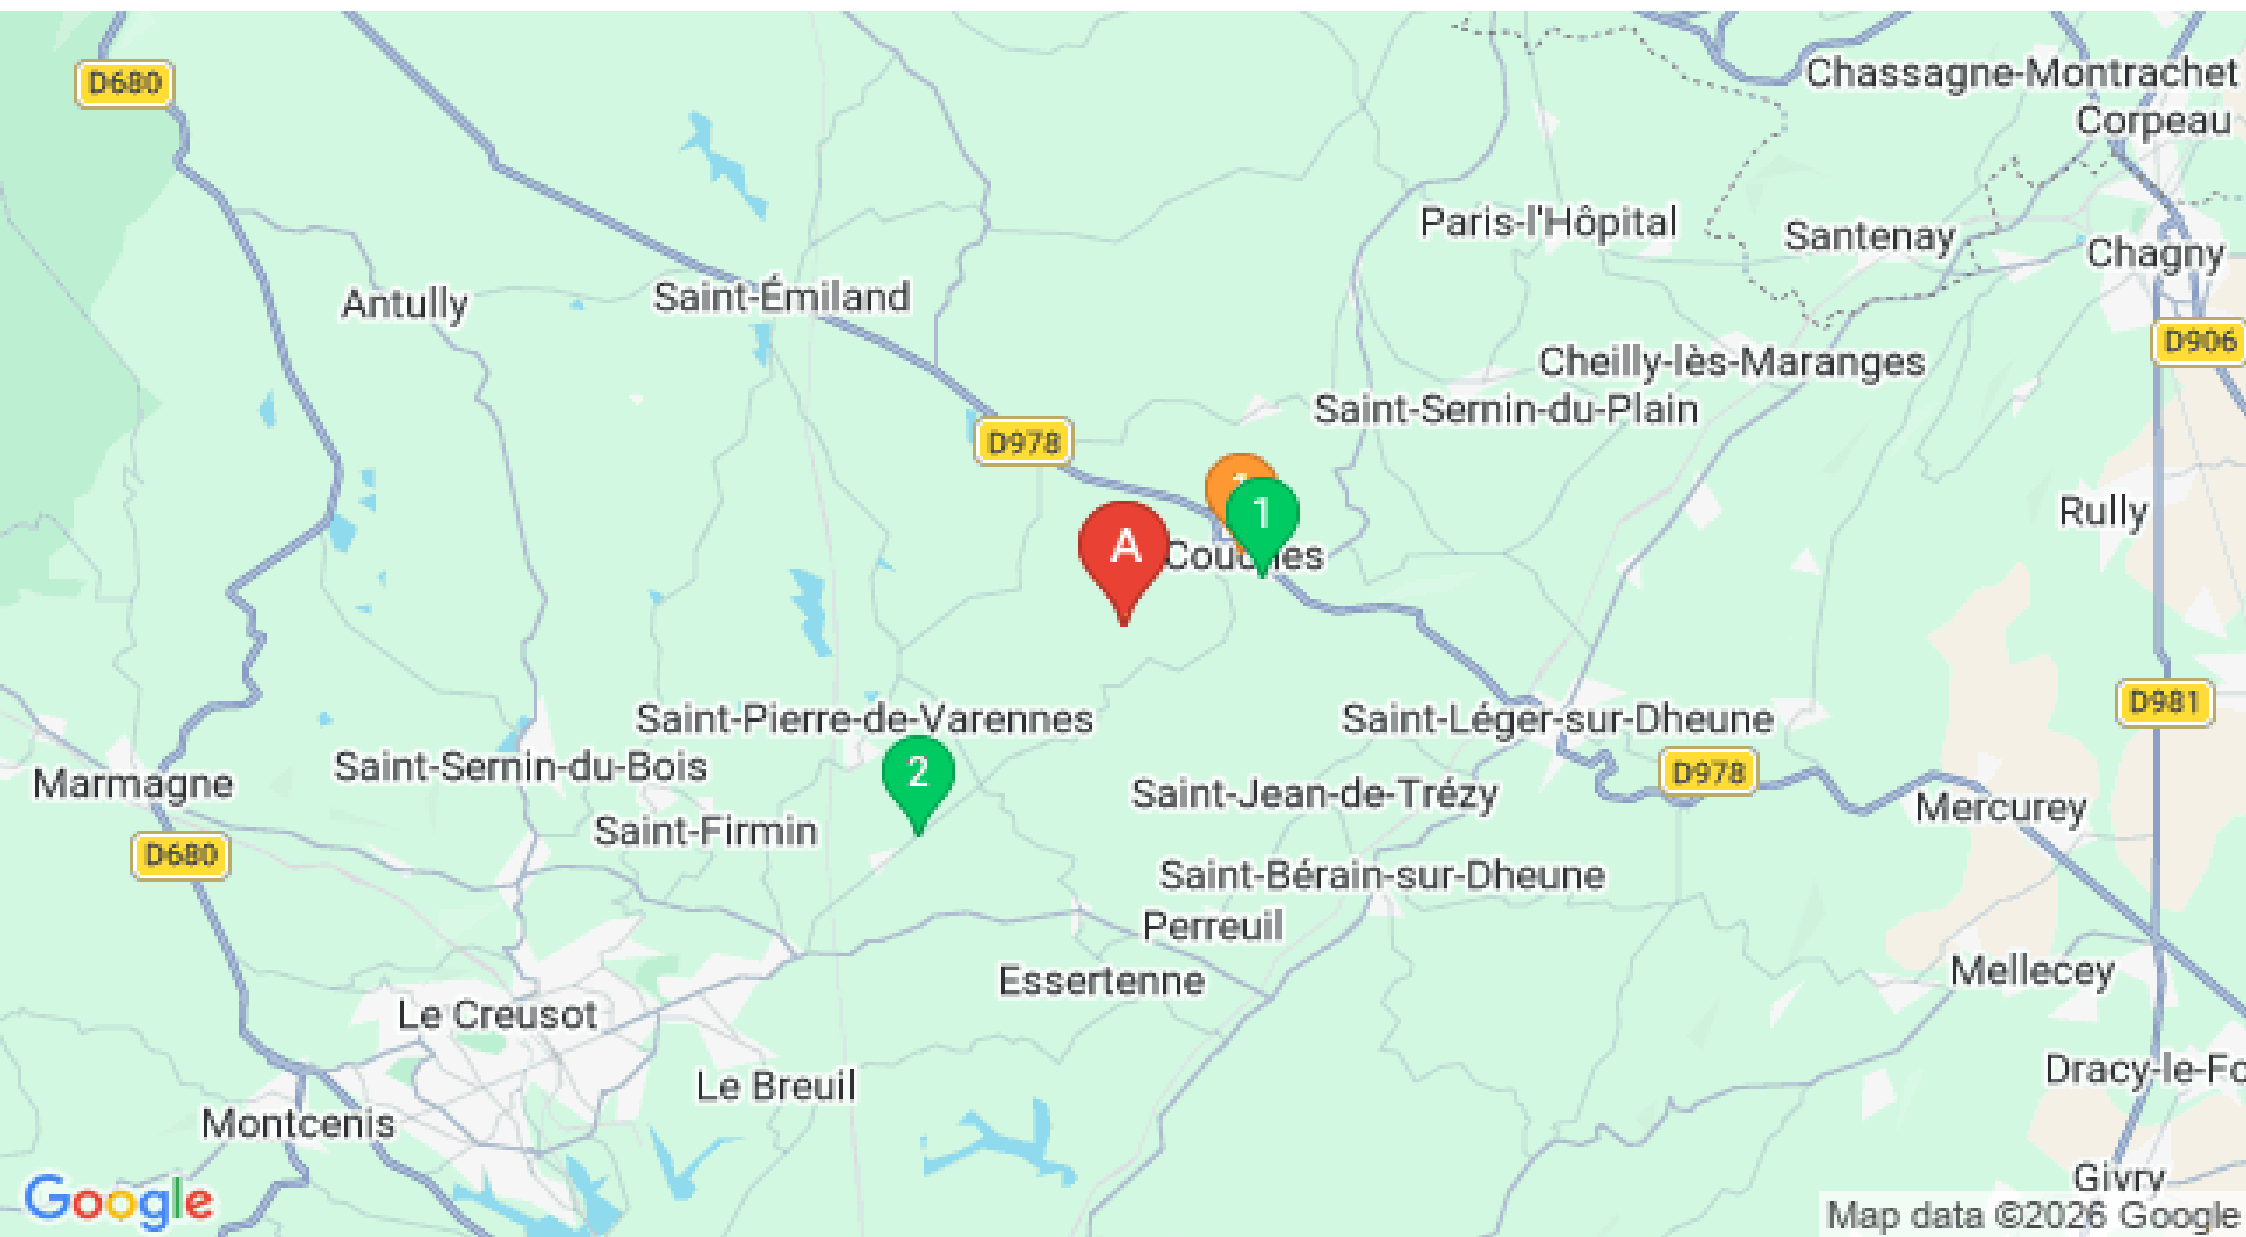 D680
Chassagne-Montrachet
Corpeau
Paris-l'Hôpital
Santenay
Chagny
Antully
Saint-Émiland
D906
Cheilly-lès-Maranges
Saint-Sernin-du-Plain
D978
1
Rully
A
Saint-Pierre-de-Varennes
Saint-Léger-sur-Dheune
D981
Saint-Sernin-du-Bois
2
D978
Marmagne
Saint-Jean-de-Trézy
Mercurey
Saint-Firmin
D680
Saint-Bérain-sur-Dheune
Perreuil
Essertenne
Mellecey
Le Creusot
Le Breuil
Dracy-le-Fo
Montcenis
Givry
Google
Map data ©2026 Google